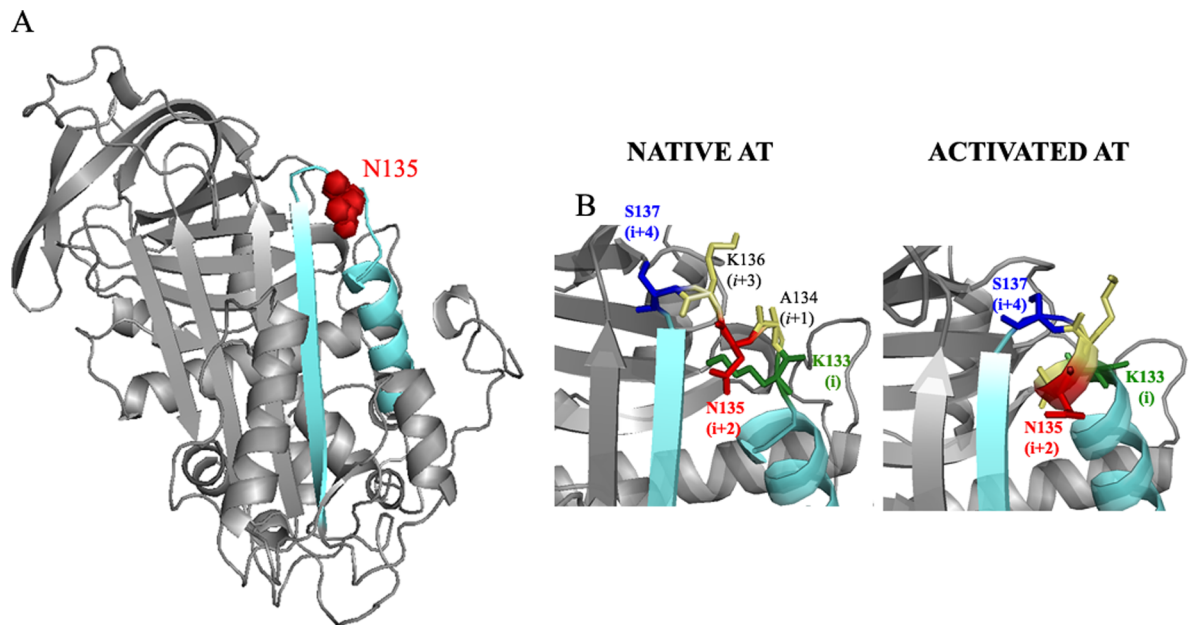 A
N135
NATIVE AT
ACTIVATED AT
B
S137
(i+4)
K136
(i+3)
A134
(i+1)
K133
(i)
N135
(i+2)
S137
(i+4)
K133
(i)
N135
(i+2)